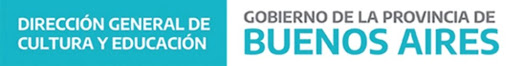 DIRECCIÓN GENERAL DE
CULTURA Y EDUCACIÓN
GOBIERNO DE LA PROVINCIA DE
BUENOS AIRES